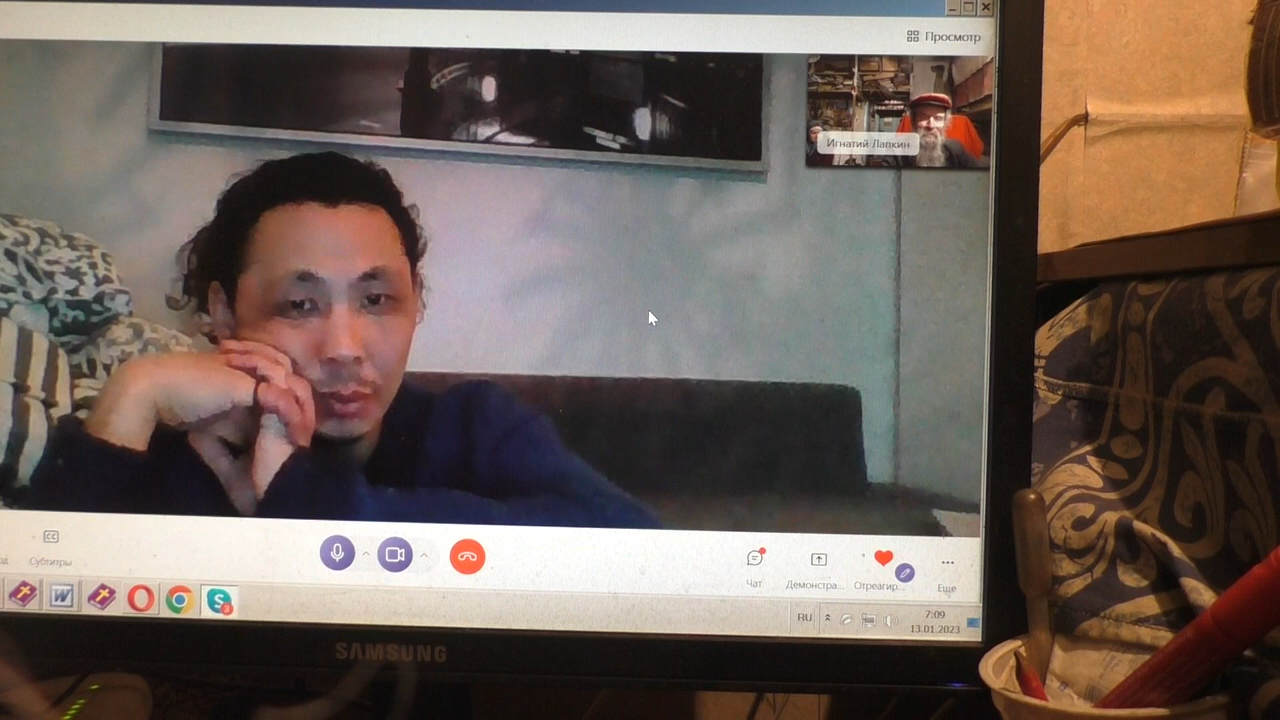 Просмотр
Игнатий Лапкин
Субтитры
Чат
Демонстра...
Отреагир...
Еще
RU
7:09
13.01.2023
SAMSUNG